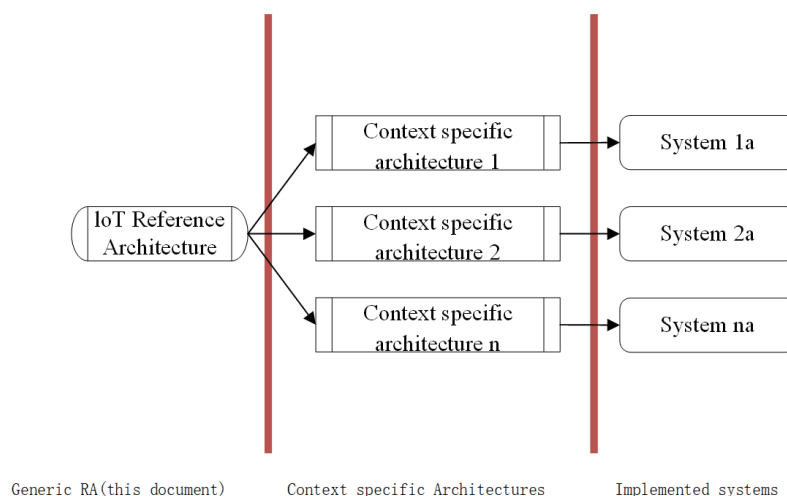 Context specific
architecture 1
System 1a
IoT Reference
Architecture
Context specific
architecture 2
System 2a
Context specific
architecture n
System na
Generic RA(this document)
Context specific Architectures
Implemented systems